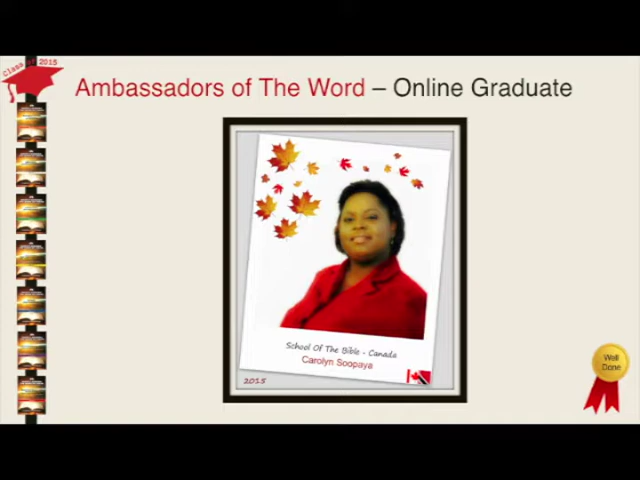 Class of 2015
Ambassadors of The Word – Online Graduate
School Of The Bible - Canada
Carolyn Soopaya
2015
Well
Done